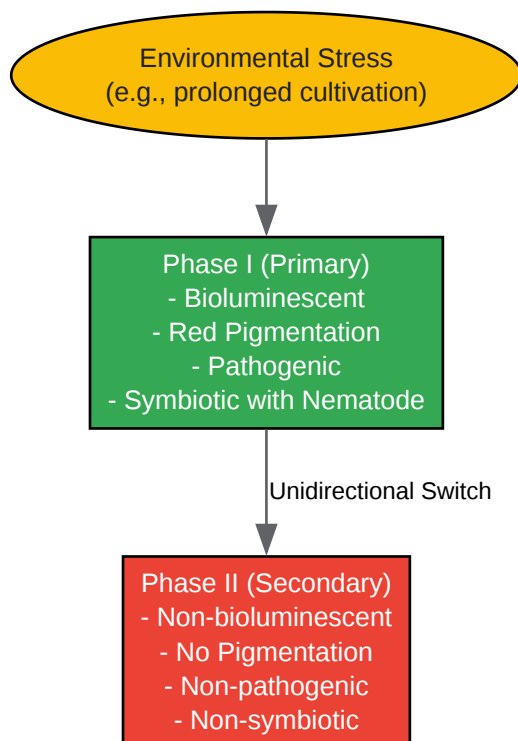 Environmental Stress
(e.g., prolonged cultivation)
Phase I (Primary)
- Bioluminescent
- Red Pigmentation
- Pathogenic
- Symbiotic with Nematode
Unidirectional Switch
Phase II (Secondary)
- Non-bioluminescent
- No Pigmentation
- Non-pathogenic
- Non-symbiotic